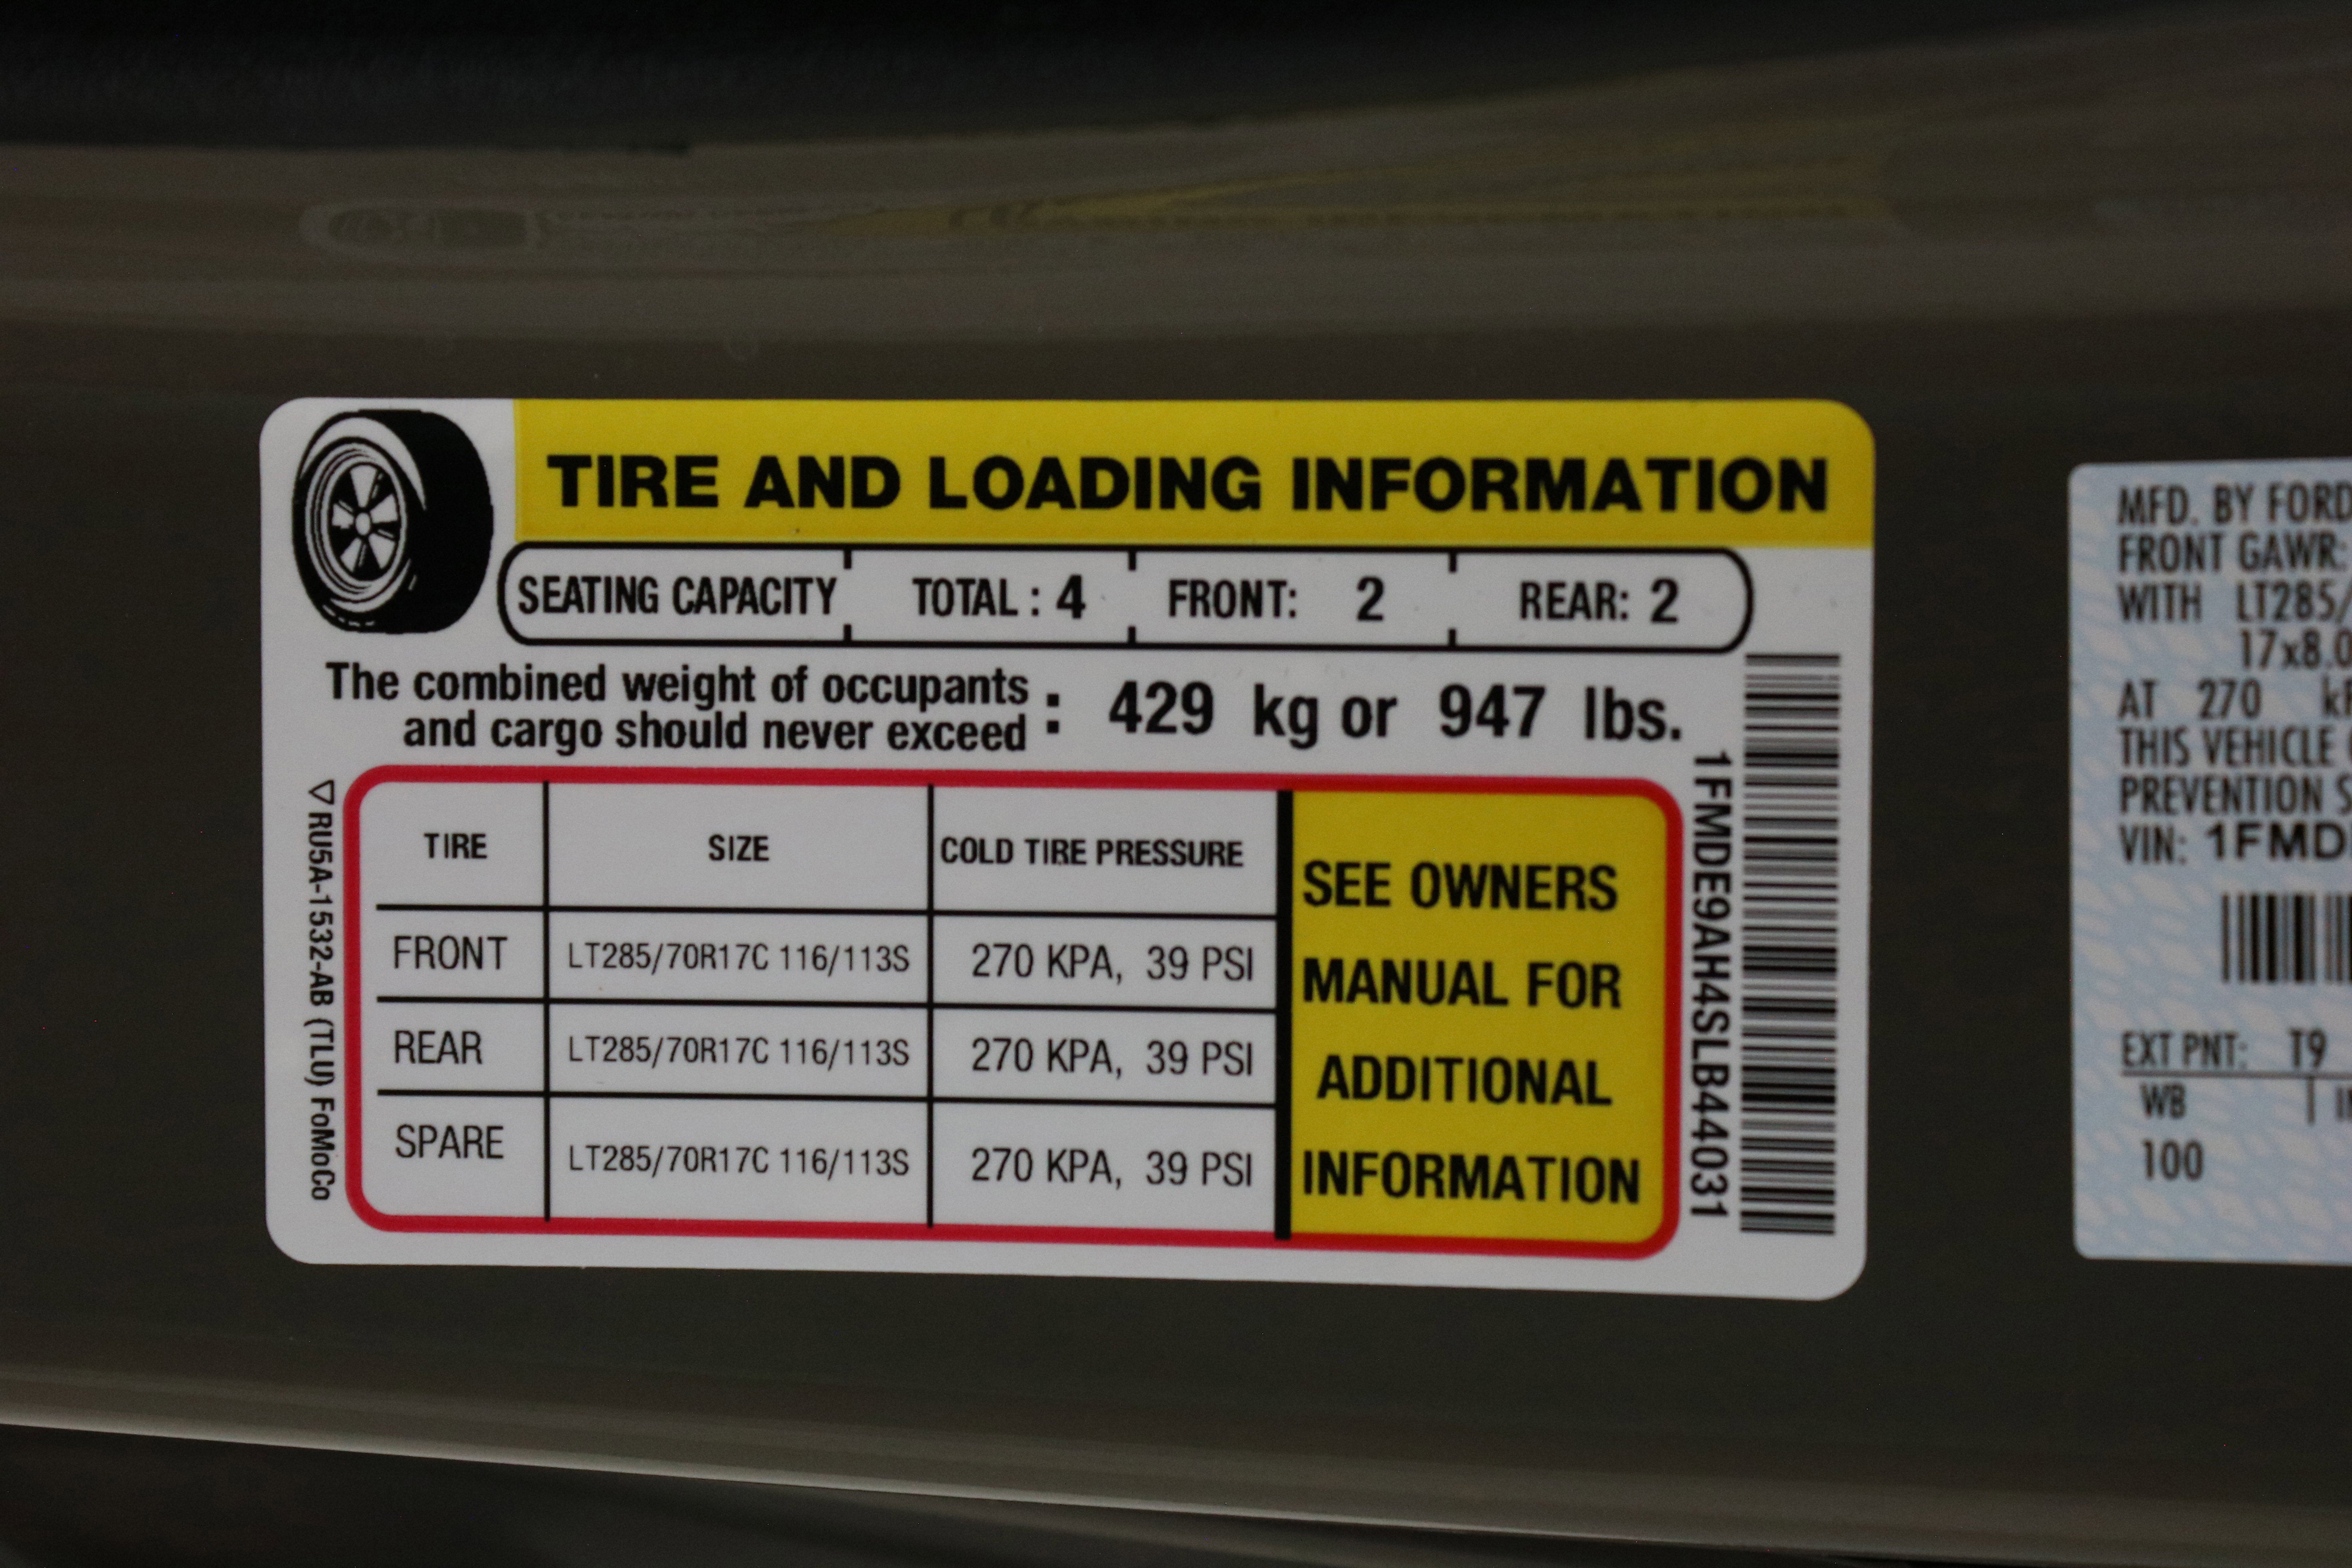 TIRE AND LOADING INFORMATION
SEATING CAPACITY TOTAL : 4 FRONT: 2 REAR: 2
The combined weight of occupants
and cargo should never exceed : 429 kg or 947 lbs.
TIRE SIZE COLD TIRE PRESSURE
FRONT LT285/70R17C 116/113S 270 KPA, 39 PSI
REAR LT285/70R17C 116/113S 270 KPA, 39 PSI
SPARE LT285/70R17C 116/113S 270 KPA, 39 PSI
SEE OWNERS
MANUAL FOR
ADDITIONAL
INFORMATION
RU5A-1532-AB (TLU) FoMoCo
1FMDE9AH4SLB44031
MFD. BY FORD
FRONT GAWR:
WITH LT285/
17x8.0
AT 270
THIS VEHICLE
PREVENTION
VIN: 1FMD
EXT PNT: T9
WB
100